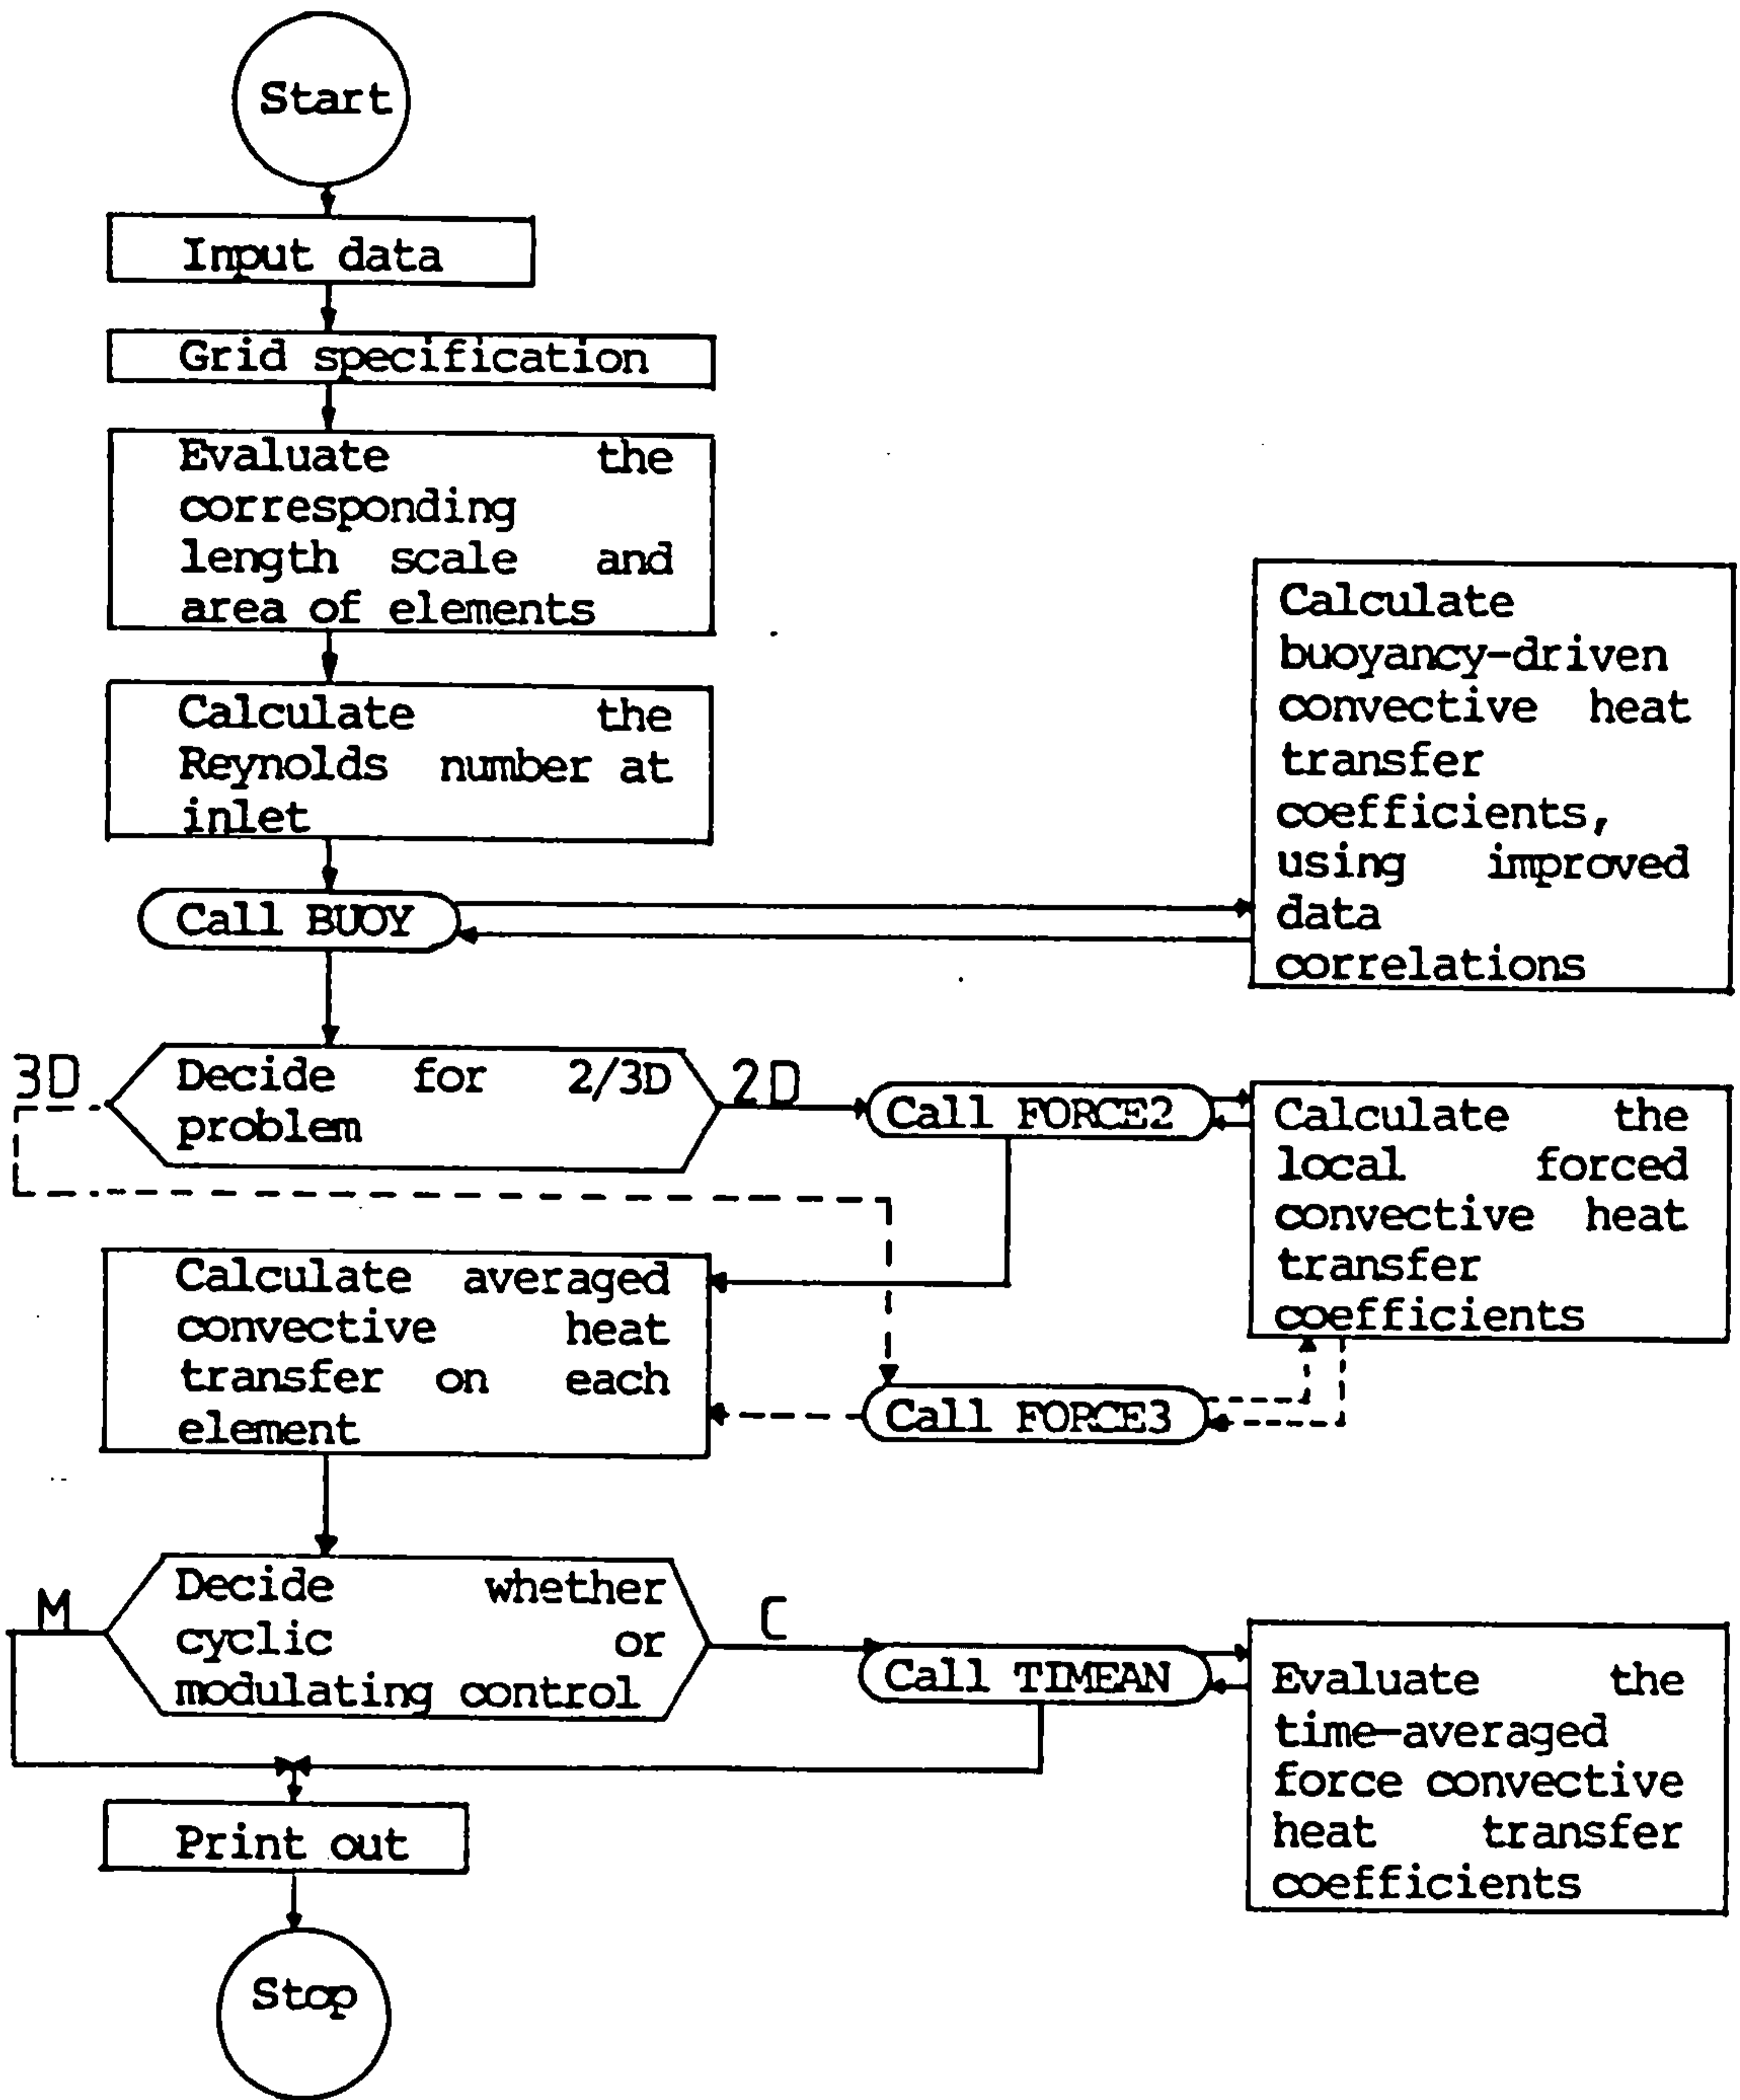 Start
Input data
Grid specification
Evaluate the
corresponding
length scale and
area of elements
Calculate the
Reynolds number at
inlet
Call BUOY
Calculate
buoyancy-driven
convective heat
transfer
coefficients,
using improved
data
correlations
3D
Decide for 2/3D
problem
2D
Call FORCE2
Calculate the
local forced
convective heat
transfer
coefficients
Calculate averaged
convective heat
transfer on each
element
Call FORCE3
M
Decide whether
cyclic or
modulating control
C
Call TIMEAN
Evaluate the
time-averaged
force convective
heat transfer
coefficients
Print out
Stop